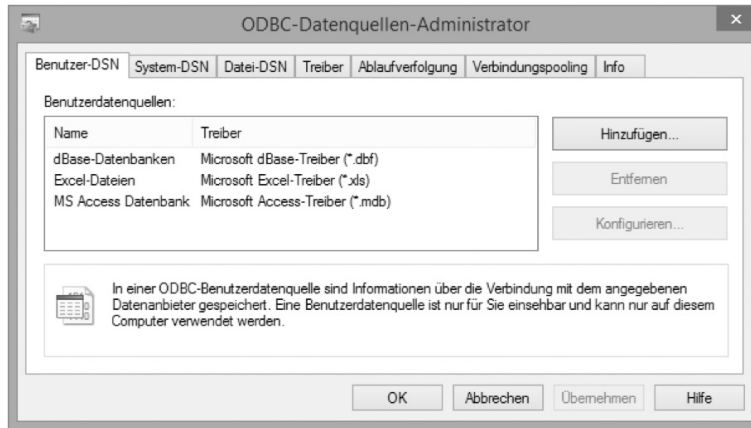 ODBC-Datenquellen-Administrator
Benutzer-DSN System-DSN Datei-DSN Treiber Ablaufverfolgung Verbindungspooling Info
Benutzerdatenquellen:
Name Treiber
dBase-Datenbanken Microsoft dBase-Treiber (*.dbf)
Excel-Dateien Microsoft Excel-Treiber (*.xls)
MS Access Datenbank Microsoft Access-Treiber (*.mdb)
Hinzufügen...
Entfernen
Konfigurieren...
In einer ODBC-Benutzerdatenquelle sind Informationen über die Verbindung mit dem angegebenen
Datenanbieter gespeichert. Eine Benutzerdatenquelle ist nur für Sie einsehbar und kann nur auf diesem
Computer verwendet werden.
OK Abbrechen Übernehmen Hilfe